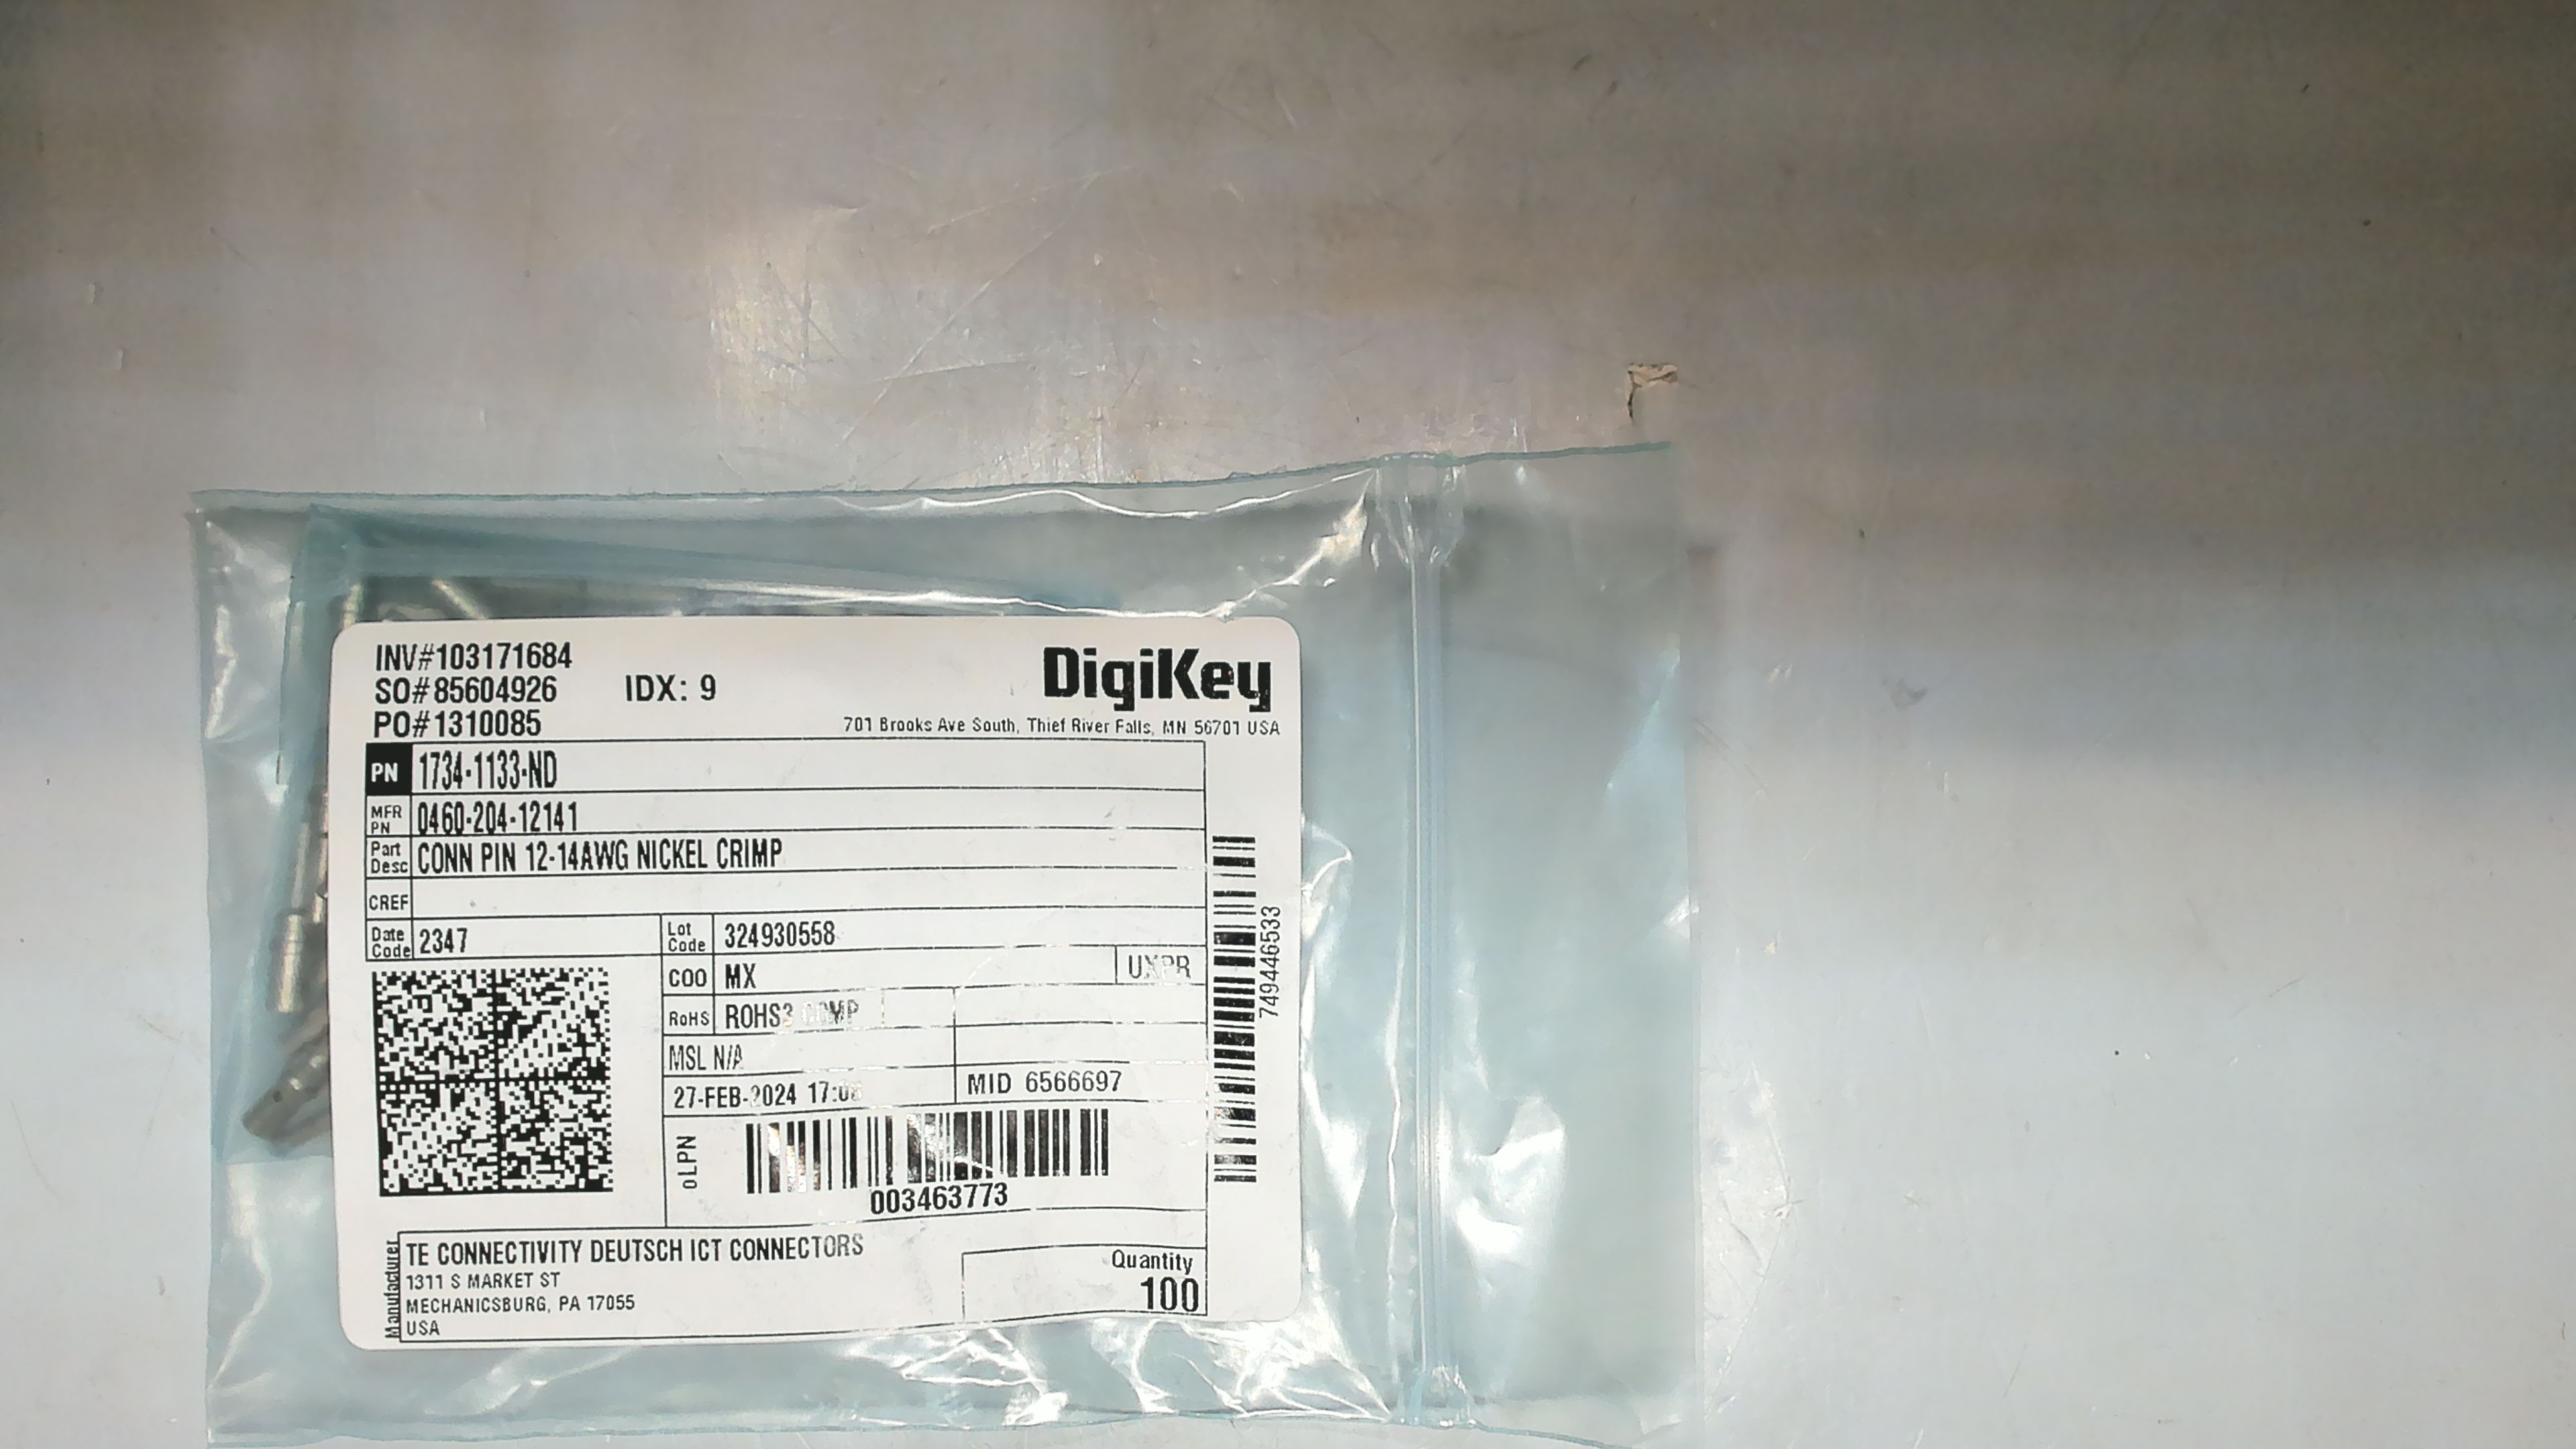 INV#103171684
SO#85604926
IDX: 9
PO#1310085
DigiKey
701 Brooks Ave South, Thief River Falls, MN 56701 USA
PN 1734-1133-ND
MFR PN 0460-204-12141
Part Desc CONN PIN 12-14AWG NICKEL CRIMP
CREF
Date Code 2347
Lot Code 324930558
COO MX
UXPR
RoHS ROHS3 COMP
MSL N/A
27-FEB-2024
MID 6566697
oLPN
003463773
749446533
Manufacturer
TE CONNECTIVITY DEUTSCH ICT CONNECTORS
1311 S MARKET ST
MECHANICSBURG, PA 17055
USA
Quantity
100